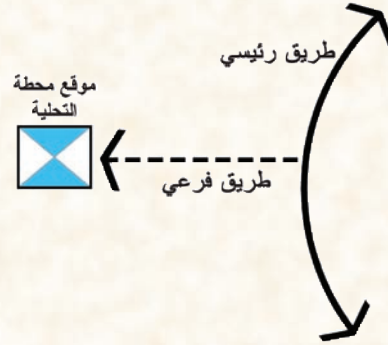 طريق رئيسي
موقع محطة
التحلية
طريق فرعي